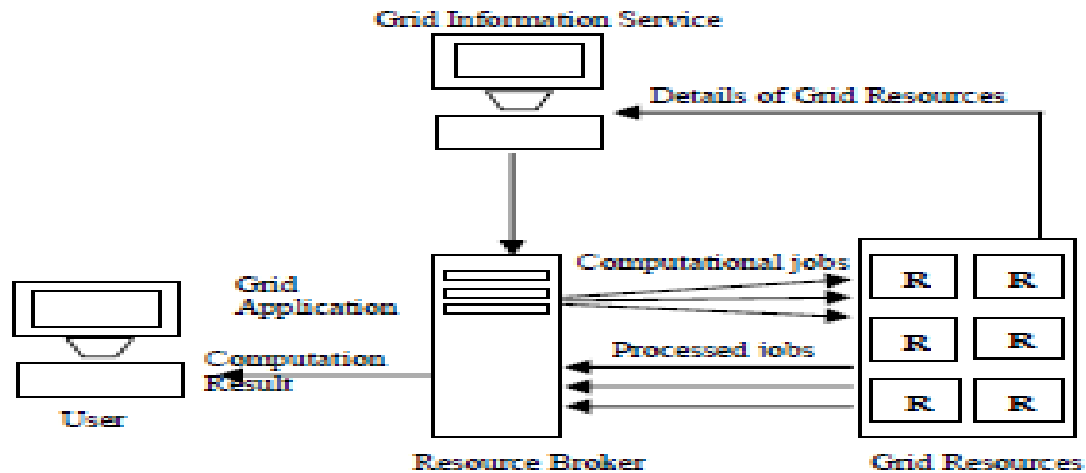 Grid Information Service
Details of Grid Resources
Computational jobs
R R
Grid
Application
R R
Processed jobs
Computation
Result
R R
User
Resource Broker
Grid Resources